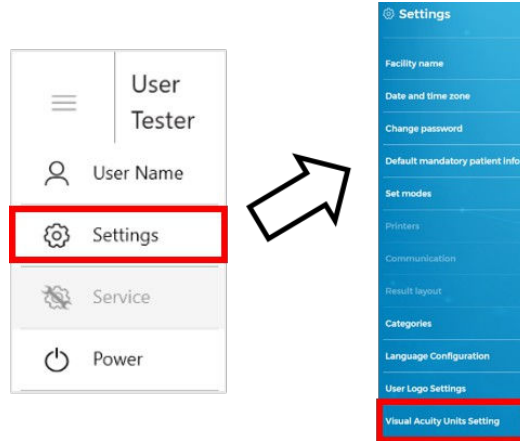 User
Tester
User Name
Settings
Service
Power
Settings
Facility name
Date and time zone
Change password
Default mandatory patient info
Set modes
Printers
Communication
Result layout
Categories
Language Configuration
User Logo Settings
Visual Acuity Units Setting